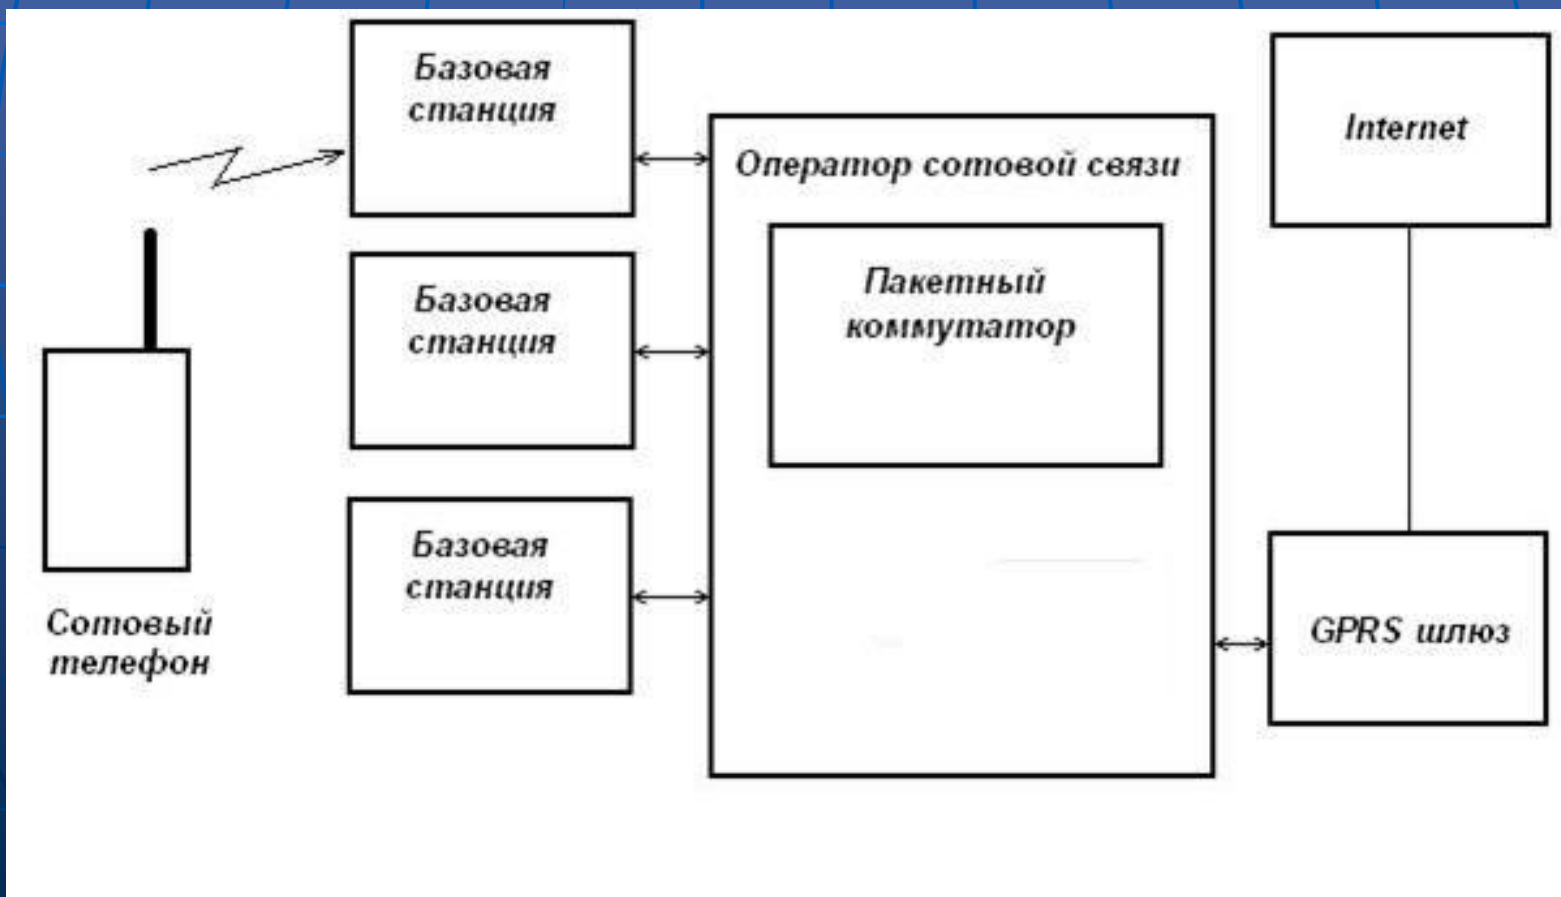 Базовая
станция
Базовая
станция
Базовая
станция
Сотовый
телефон
Оператор сотовой связи
Пакетный
коммутатор
Internet
GPRS шлюз